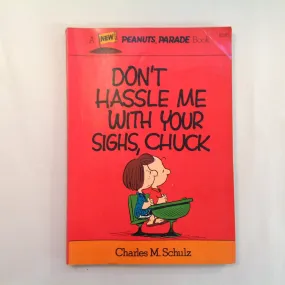 A NEW PEANUTS, PARADE Book
DON'T
HASSLE ME
WITH YOUR
SIGHS, CHUCK
Charles M. Schulz